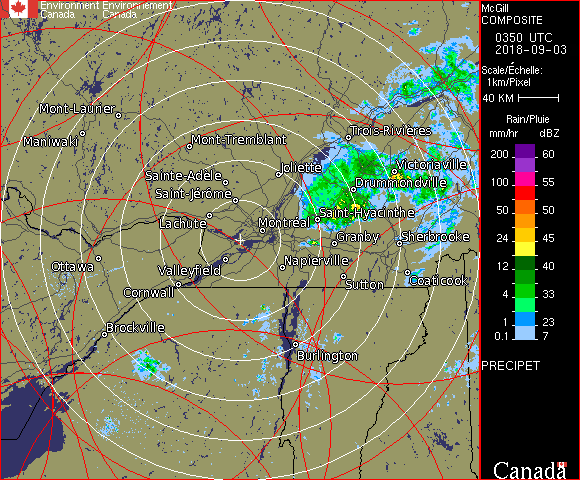 Environment Environnement
Canada Canada
McGill
COMPOSITE
0350 UTC
2018-09-03
Scale/Échelle:
1km/Pixel
40 KM
Rain/Pluie
mm/hr dBZ
200 60
150 57
100 55
50 50
24 45
12 40
4 33
1 23
0.1 7
PRECIPET
Canada
Mont-Laurier
Maniwaki
Mont-Tremblant
Trois-Rivières
Sainte-Adèle
Joliette
Victoriaville
Saint-Jérôme
Drummondville
Lachute
Montréal
Saint-Hyacinthe
Granby
Sherbrooke
Ottawa
Valleyfield
Napierville
Cornwall
Sutton
Coaticook
Brockville
Burlington